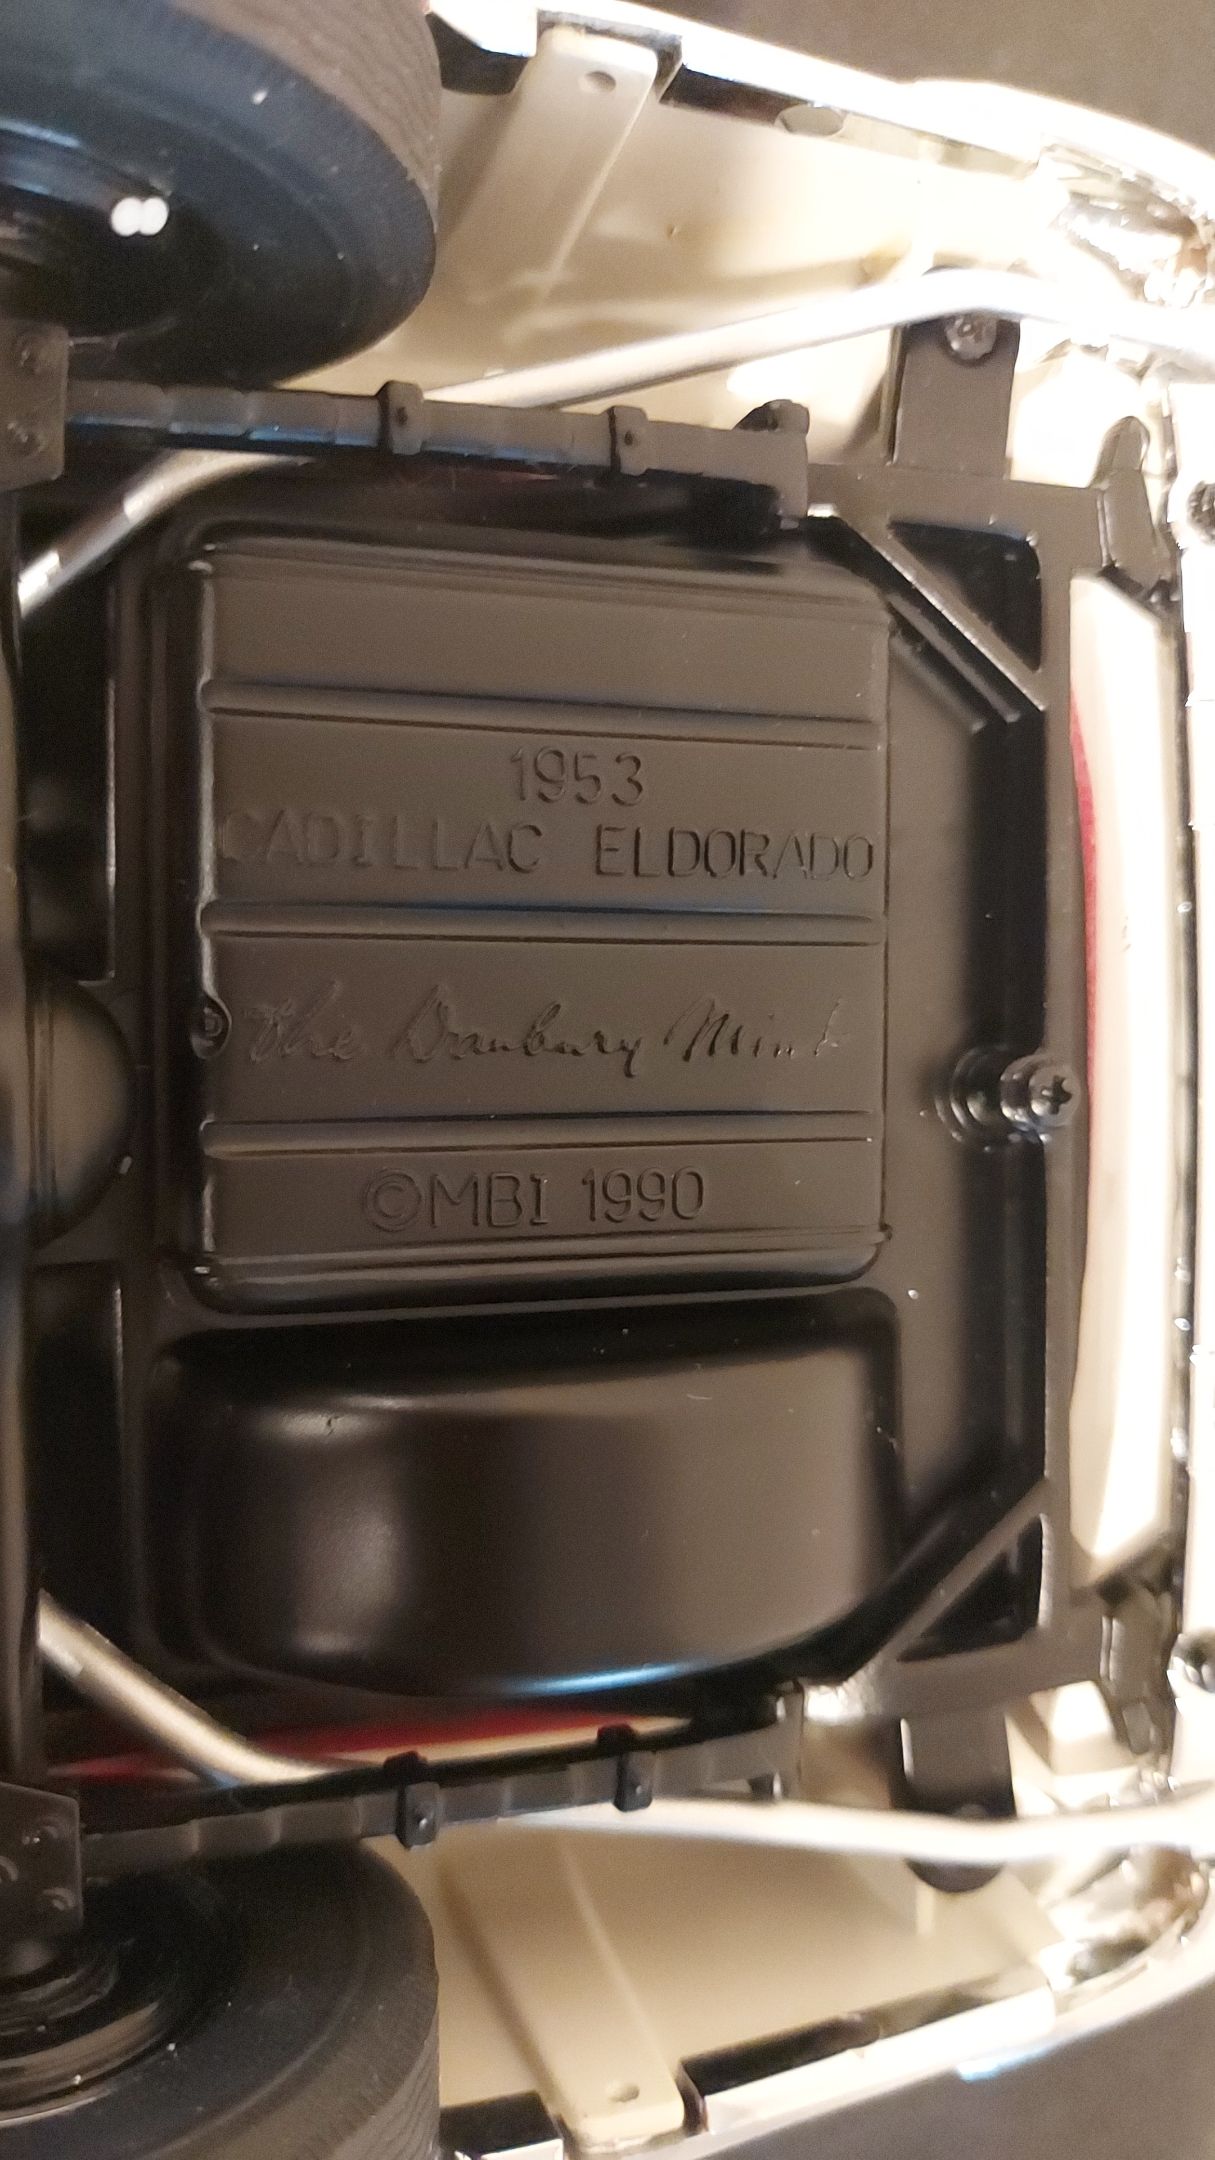 1953
CADILLAC ELDORADO
The Danbury Mint
©MBI 1990